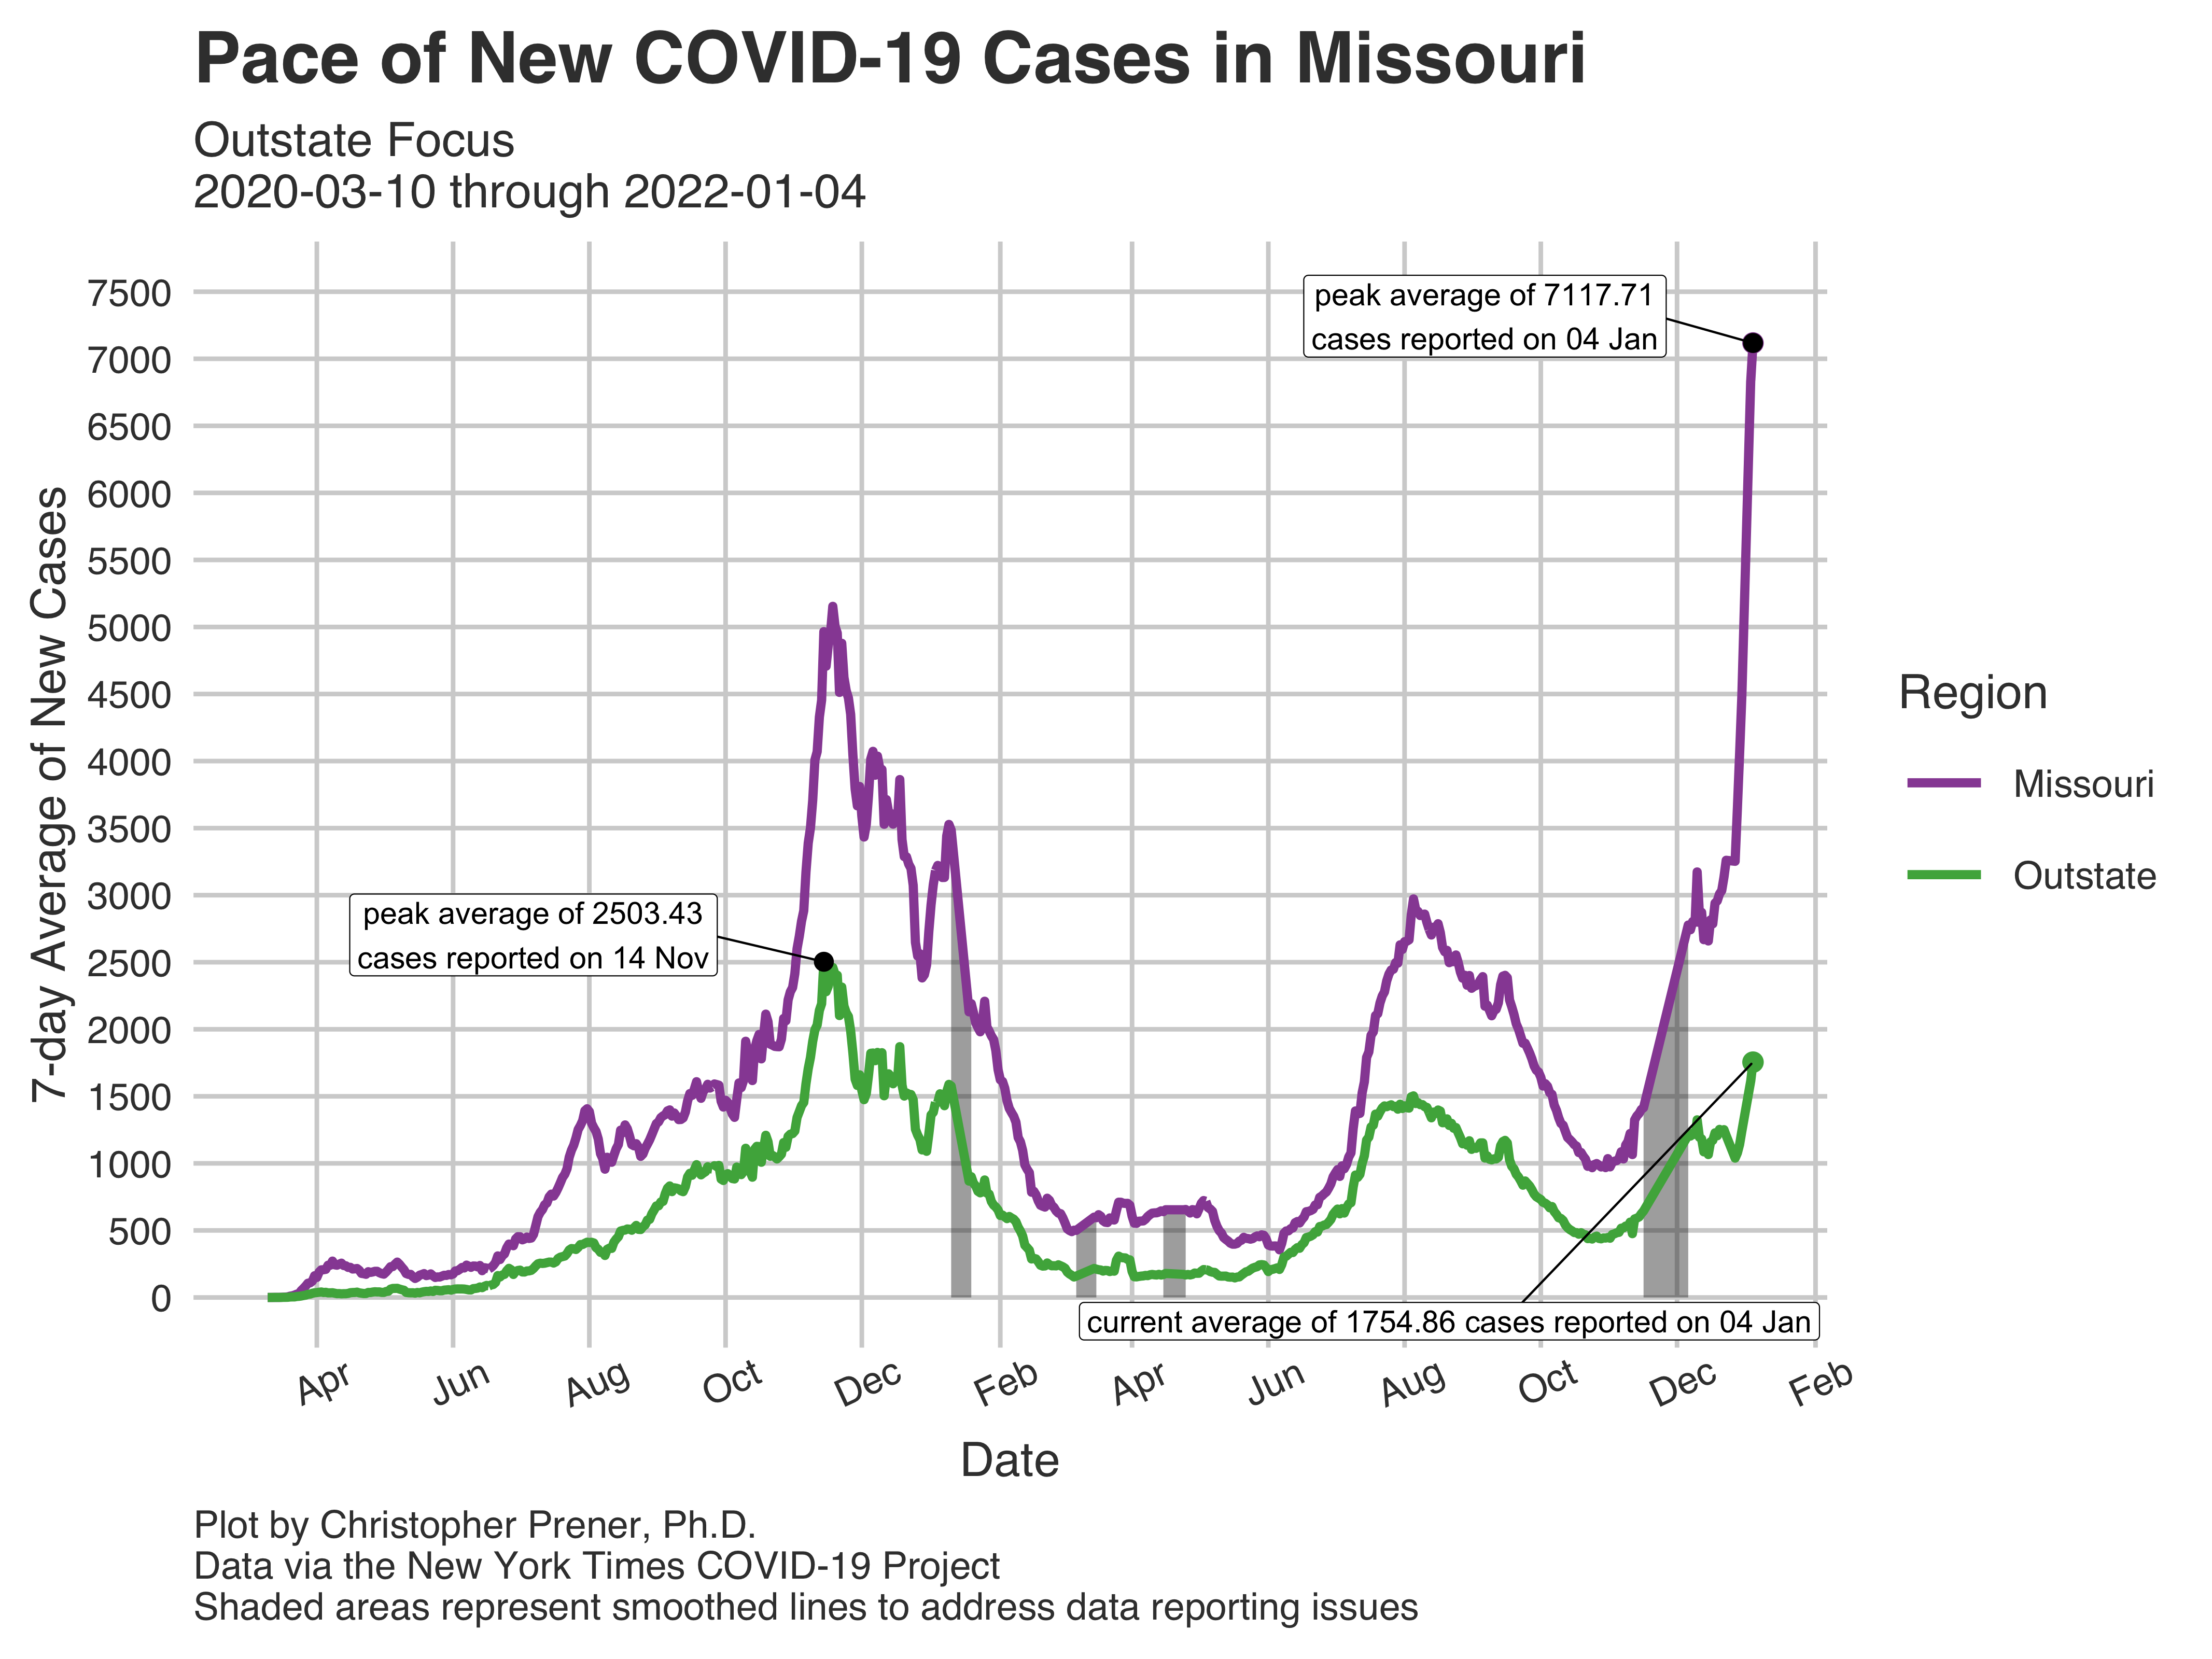 Pace of New COVID-19 Cases in Missouri
Outstate Focus
2020-03-10 through 2022-01-04
7-day Average of New Cases
7500
7000
6500
6000
5500
5000
4500
4000
3500
3000
2500
2000
1500
1000
500
0
peak average of 7117.71
cases reported on 04 Jan
peak average of 2503.43
cases reported on 14 Nov
current average of 1754.86 cases reported on 04 Jan
Apr
Jun
Aug
Oct
Dec
Feb
Apr
Jun
Aug
Oct
Dec
Feb
Date
Region
Missouri
Outstate
Plot by Christopher Prener, Ph.D.
Data via the New York Times COVID-19 Project
Shaded areas represent smoothed lines to address data reporting issues